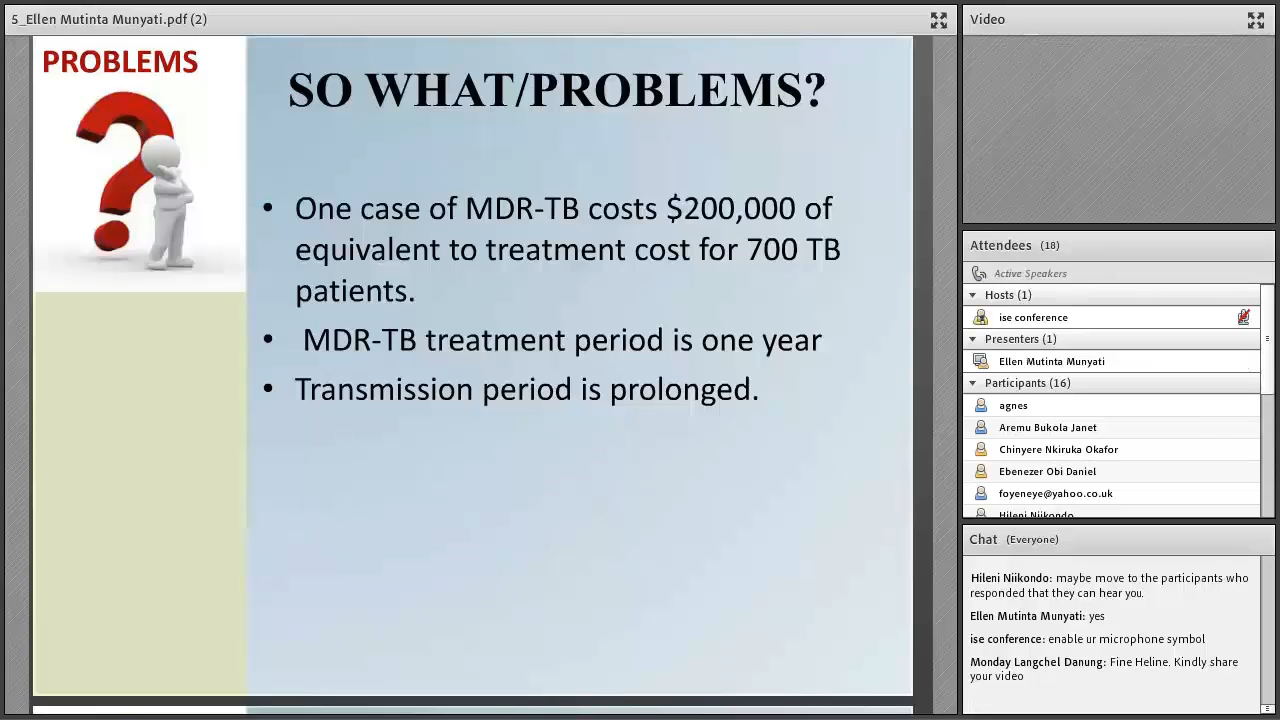 5_Ellen Mutinta Munyati.pdf (2)
PROBLEMS
SO WHAT/PROBLEMS?
• One case of MDR-TB costs $200,000 of
equivalent to treatment cost for 700 TB
patients.
• MDR-TB treatment period is one year
• Transmission period is prolonged.
Video
Attendees (18)
Active Speakers
Hosts (1)
ise conference
Presenters (1)
Ellen Mutinta Munyati
Participants (16)
agnes
Aremu Bukola Janet
Chinyere Nkiruka Okafor
Ebenezer Obi Daniel
foyeneye@yahoo.co.uk
Hileni Niikondo
Chat (Everyone)
Hileni Niikondo: maybe move to the participants who
responded that they can hear you.
Ellen Mutinta Munyati: yes
ise conference: enable ur microphone symbol
Monday Langchel Danung: Fine Heline. Kindly share
your video